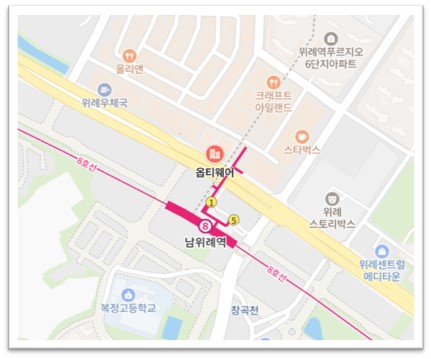 위례역푸르지오
6단지아파트
올리앤
크래프트
아일랜드
위례우체국
스타벅스
8호선
옵티웨어
1
5
8
남위례역
위례
스토리박스
위례센트럴
메디타운
8호선
복정고등학교
창곡천